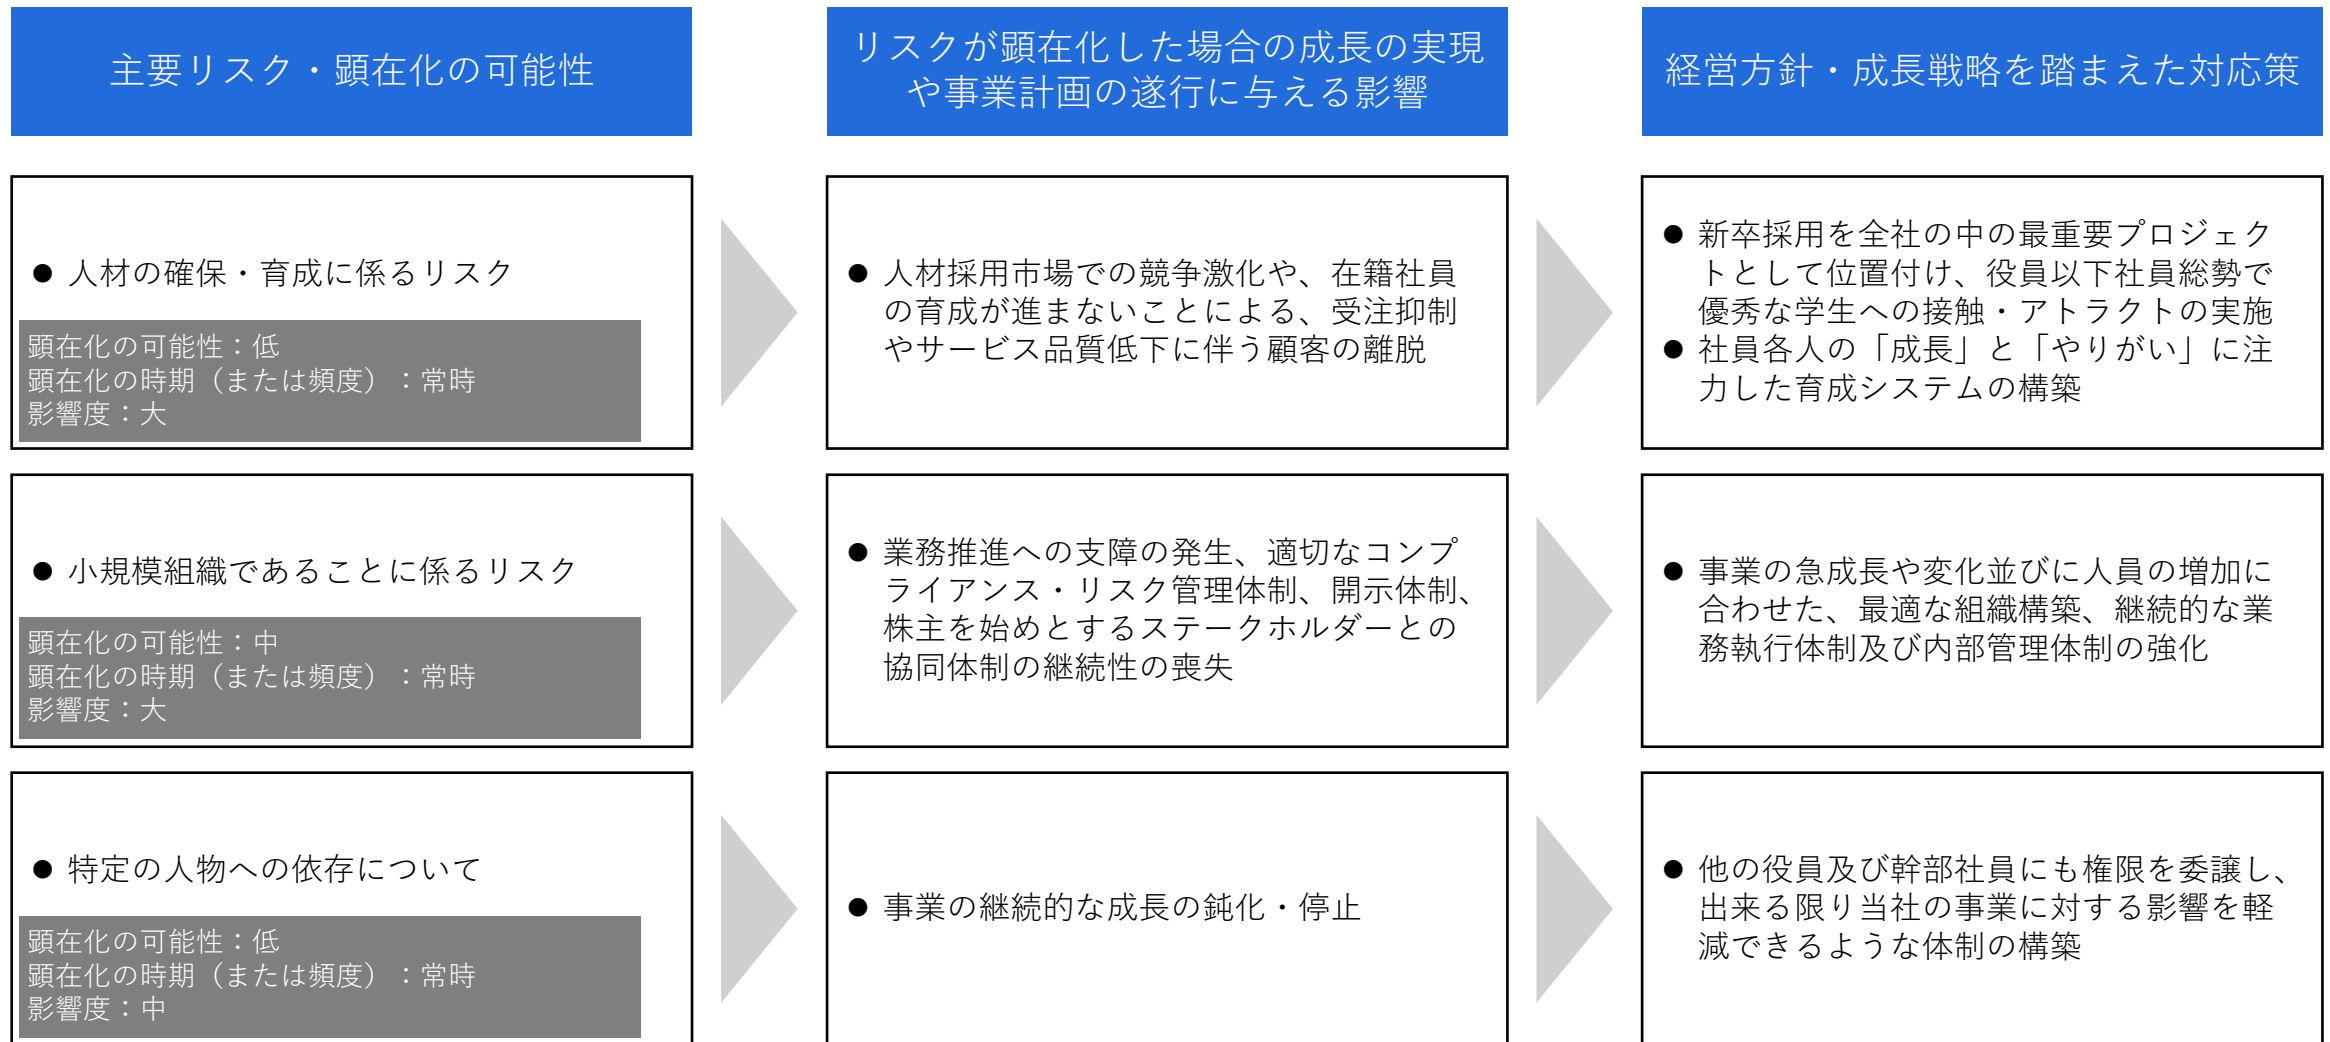 主要リスク・顕在化の可能性
リスクが顕在化した場合の成長の実現
や事業計画の遂行に与える影響
経営方針・成長戦略を踏まえた対応策
● 人材の確保・育成に係るリスク
顕在化の可能性：低
顕在化の時期（または頻度）：常時
影響度：大
● 人材採用市場での競争激化や、在籍社員
の育成が進まないことによる、受注抑制
やサービス品質低下に伴う顧客の離脱
● 新卒採用を全社の中の最重要プロジェク
トとして位置付け、役員以下社員総勢で
優秀な学生への接触・アトラクトの実施
● 社員各人の「成長」と「やりがい」に注
力した育成システムの構築
● 小規模組織であることに係るリスク
顕在化の可能性：中
顕在化の時期（または頻度）：常時
影響度：大
● 業務推進への支障の発生、適切なコンプ
ライアンス・リスク管理体制、開示体制、
株主を始めとするステークホルダーとの
協同体制の継続性の喪失
● 事業の急成長や変化並びに人員の増加に
合わせた、最適な組織構築、継続的な業
務執行体制及び内部管理体制の強化
● 特定の人物への依存について
顕在化の可能性：低
顕在化の時期（または頻度）：常時
影響度：中
● 事業の継続的な成長の鈍化・停止
● 他の役員及び幹部社員にも権限を委譲し、
出来る限り当社の事業に対する影響を軽
減できるような体制の構築